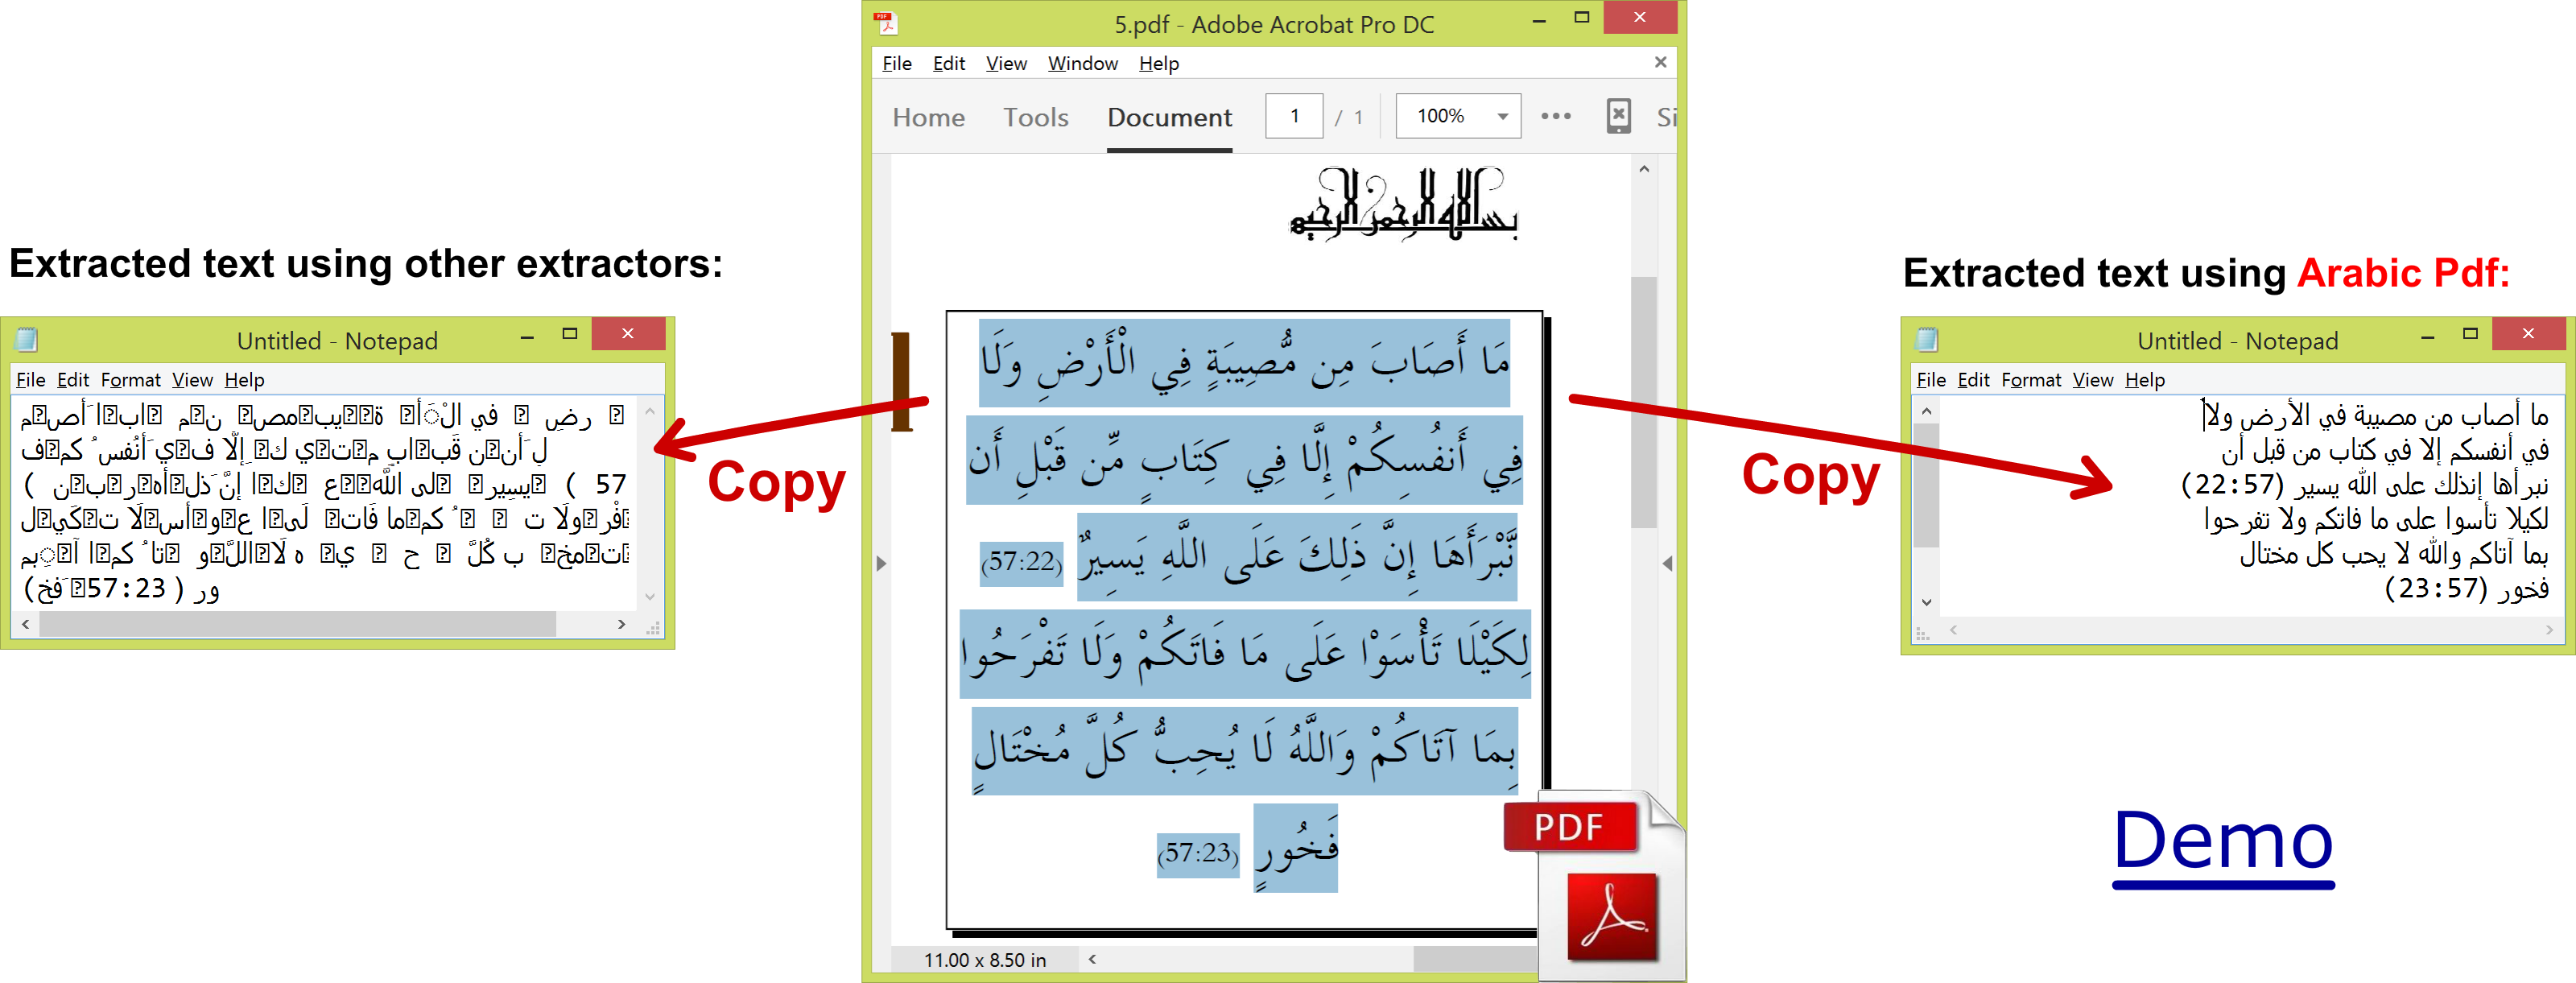 Extracted text using other extractors:
Untitled - Notepad
File Edit Format View Help
57
(57:23
5.pdf - Adobe Acrobat Pro DC
File Edit View Window Help
Home Tools Document 1 / 1 100% ••• Si
بسم الله الرحمن الرحيم
مَا أَصَابَ مِن مُّصِيبَةٍ فِي الْأَرْضِ وَلَا
فِي أَنفُسِكُمْ إِلَّا فِي كِتَابٍ مِّن قَبْلِ أَن
نَّبْرَأَهَا إِنَّ ذَلِكَ عَلَى اللَّهِ يَسِيرٌ (57:22)
لِكَيْلَا تَأْسَوْا عَلَى مَا فَاتَكُمْ وَلَا تَفْرَحُوا
بِمَا آتَاكُمْ وَاللَّهُ لَا يُحِبُّ كُلَّ مُخْتَالٍ
فَخُورٍ (57:23)
11.00 x 8.50 in
PDF
Copy
Copy
Extracted text using Arabic Pdf:
Untitled - Notepad
File Edit Format View Help
ما أصاب من مصيبة في الأرض ولا
في أنفسكم إلا في كتاب من قبل أن
نبرأها إنذلك على الله يسير (22:57)
لكيلا تأسوا على ما فاتكم ولا تفرحوا
بما آتاكم والله لا يحب كل مختال
فخور (23:57)
Demo